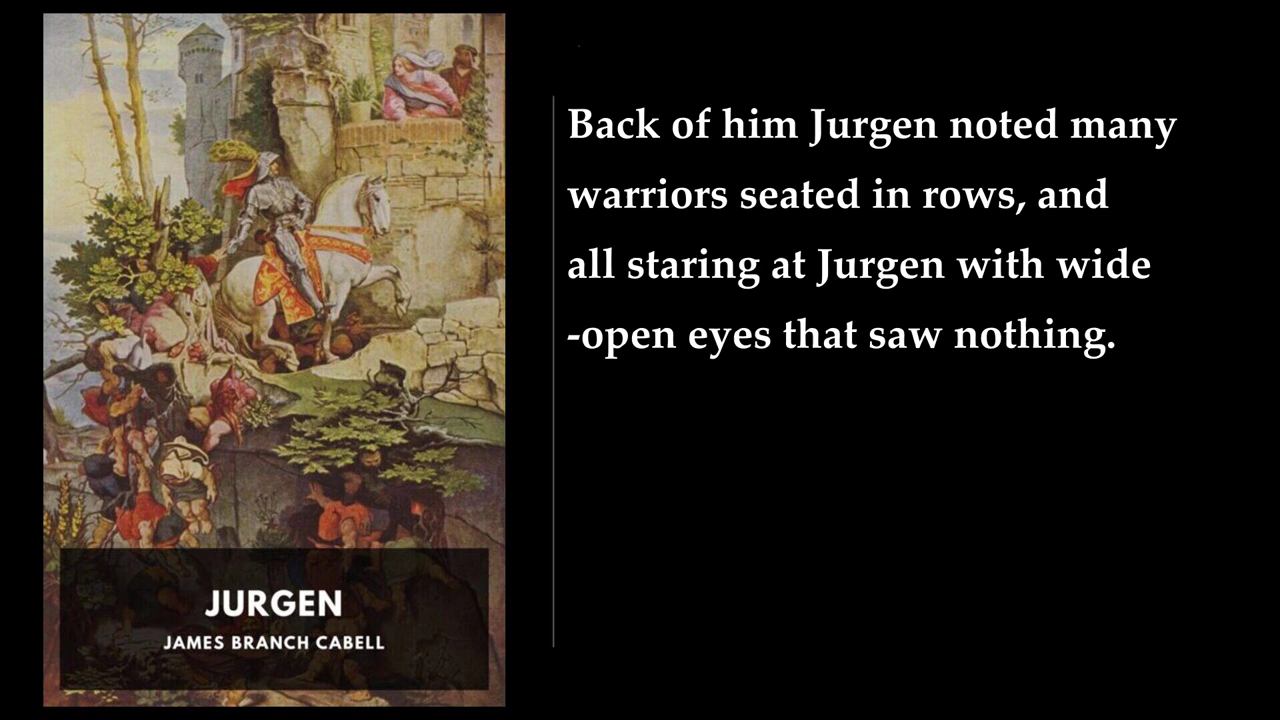 JURGEN
JAMES BRANCH CABELL
Back of him Jurgen noted many
warriors seated in rows, and
all staring at Jurgen with wide
-open eyes that saw nothing.